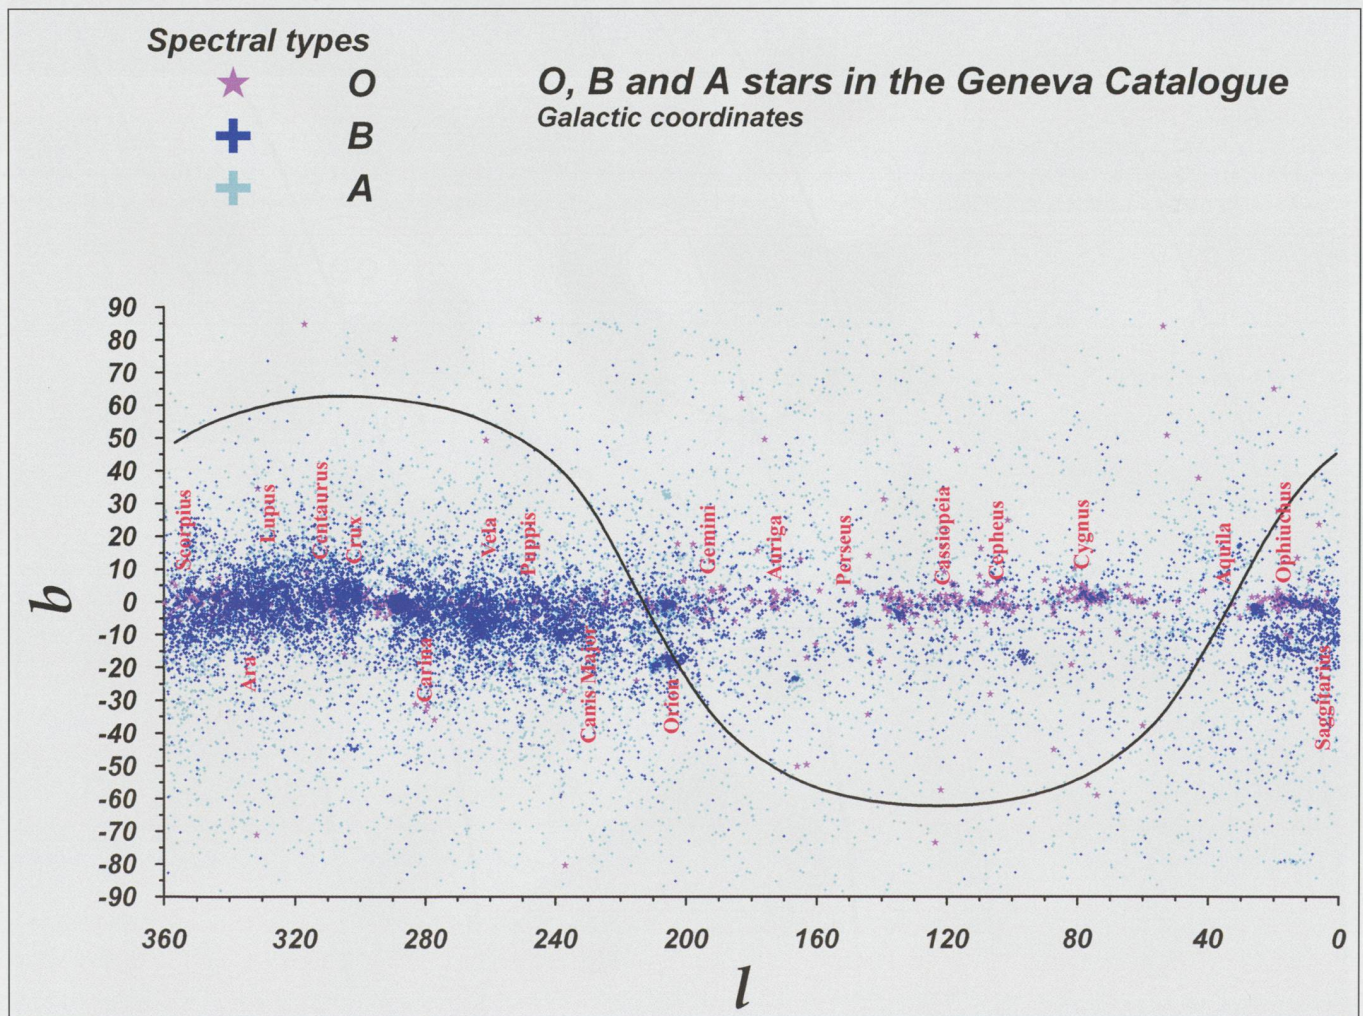 Spectral types
O
B
A
O, B and A stars in the Geneva Catalogue
Galactic coordinates
90
80
70
60
50
40
30
20
10
0
-10
-20
-30
-40
-50
-60
-70
-80
-90
b
Scorpius
Lupus
Centaurus
Crux
Vela
Puppis
Gemini
Auriga
Perseus
Cassiopeia
Cepheus
Cygnus
Aquila
Ophiuchus
Ara
Carina
Canis Major
Orion
Saggitarius
360 320 280 240 200 160 120 80 40 0
l